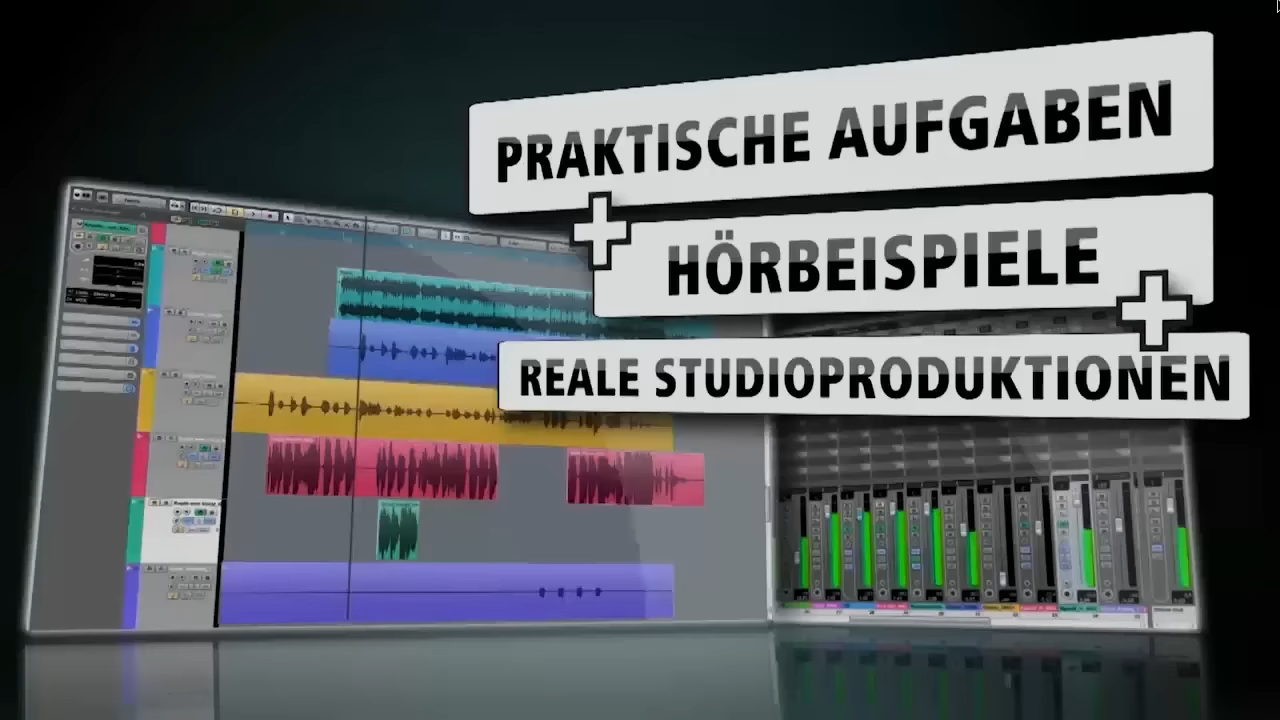 PRAKTISCHE AUFGABEN
+
HÖRBEISPIELE
+
REALE STUDIOPRODUKTIONEN